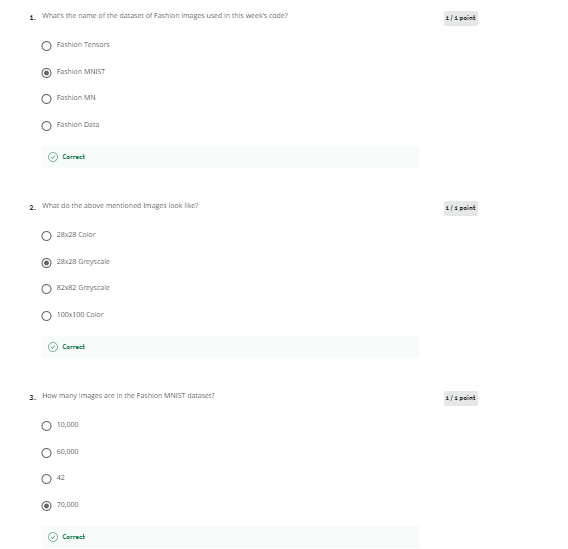 1. What's the name of the dataset of Fashion images used in this week's code?
1 / 1 point
Fashion Tensors
Fashion MNIST
Fashion MN
Fashion Data
Correct
2. What do the above mentioned Images look like?
1 / 1 point
28x28 Color
28x28 Greyscale
82x82 Greyscale
100x100 Color
Correct
3. How many images are in the Fashion MNIST dataset?
1 / 1 point
10,000
60,000
42
70,000
Correct